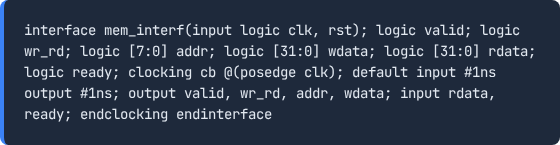 interface mem_interf(input logic clk, rst); logic valid; logic
wr_rd; logic [7:0] addr; logic [31:0] wdata; logic [31:0] rdata;
logic ready; clocking cb @(posedge clk); default input #1ns
output #1ns; output valid, wr_rd, addr, wdata; input rdata,
ready; endclocking endinterface